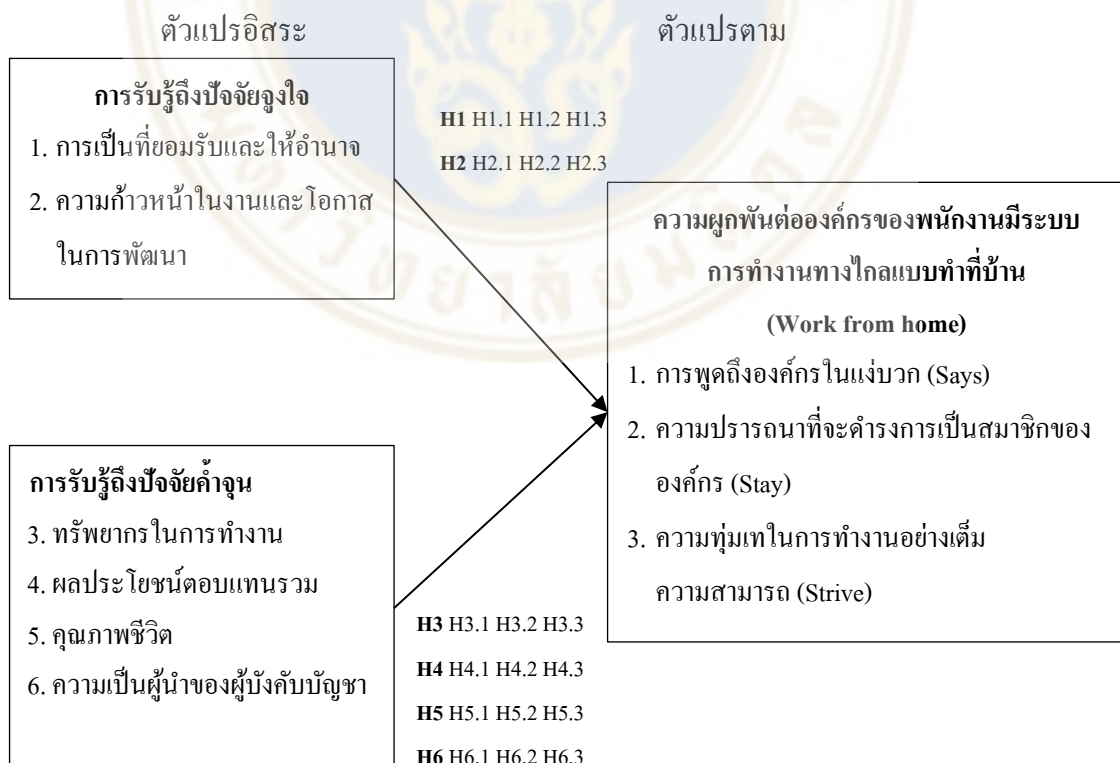 ตัวแปรอิสระ
ตัวแปรตาม
การรับรู้ถึงปัจจัยจูงใจ
1. การเป็นที่ยอมรับและให้อำนาจ
2. ความก้าวหน้าในงานและโอกาส
ในการพัฒนา
H1 H1.1 H1.2 H1.3
H2 H2.1 H2.2 H2.3
ความผูกพันต่อองค์กรของพนักงานมีระบบ
การทำงานทางไกลแบบทำที่บ้าน
(Work from home)
1. การพูดถึงองค์กรในแง่บวก (Says)
2. ความปรารถนาที่จะดำรงการเป็นสมาชิกของ
องค์กร (Stay)
3. ความทุ่มเทในการทำงานอย่างเต็ม
ความสามารถ (Strive)
การรับรู้ถึงปัจจัยค้ำจุน
3. ทรัพยากรในการทำงาน
4. ผลประโยชน์ตอบแทนรวม
5. คุณภาพชีวิต
6. ความเป็นผู้นำของผู้บังคับบัญชา
H3 H3.1 H3.2 H3.3
H4 H4.1 H4.2 H4.3
H5 H5.1 H5.2 H5.3
H6 H6.1 H6.2 H6.3